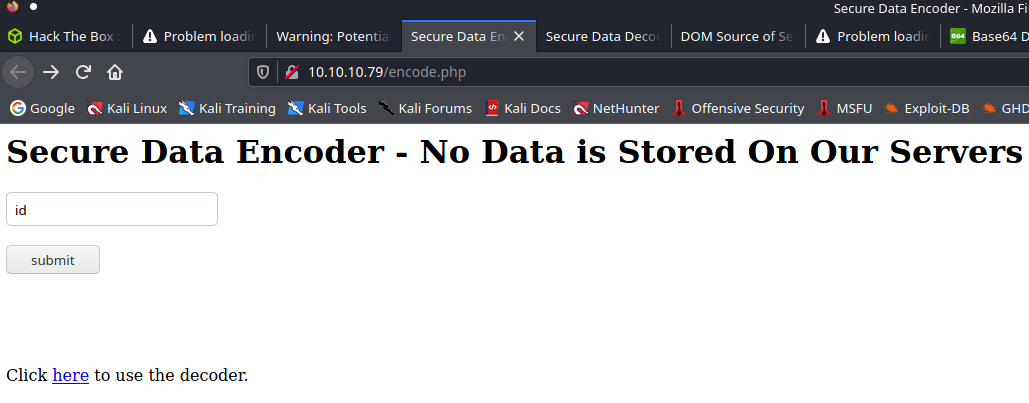 Secure Data Encoder - Mozilla Fi
Hack The Box : Problem loadin Warning: Potentia Secure Data En Secure Data Deco DOM Source of Se Problem loadin B64 Base64 D
10.10.10.79/encode.php
Google Kali Linux Kali Training Kali Tools Kali Forums Kali Docs NetHunter Offensive Security MSFU Exploit-DB GHD
Secure Data Encoder - No Data is Stored On Our Servers
id
submit
Click here to use the decoder.